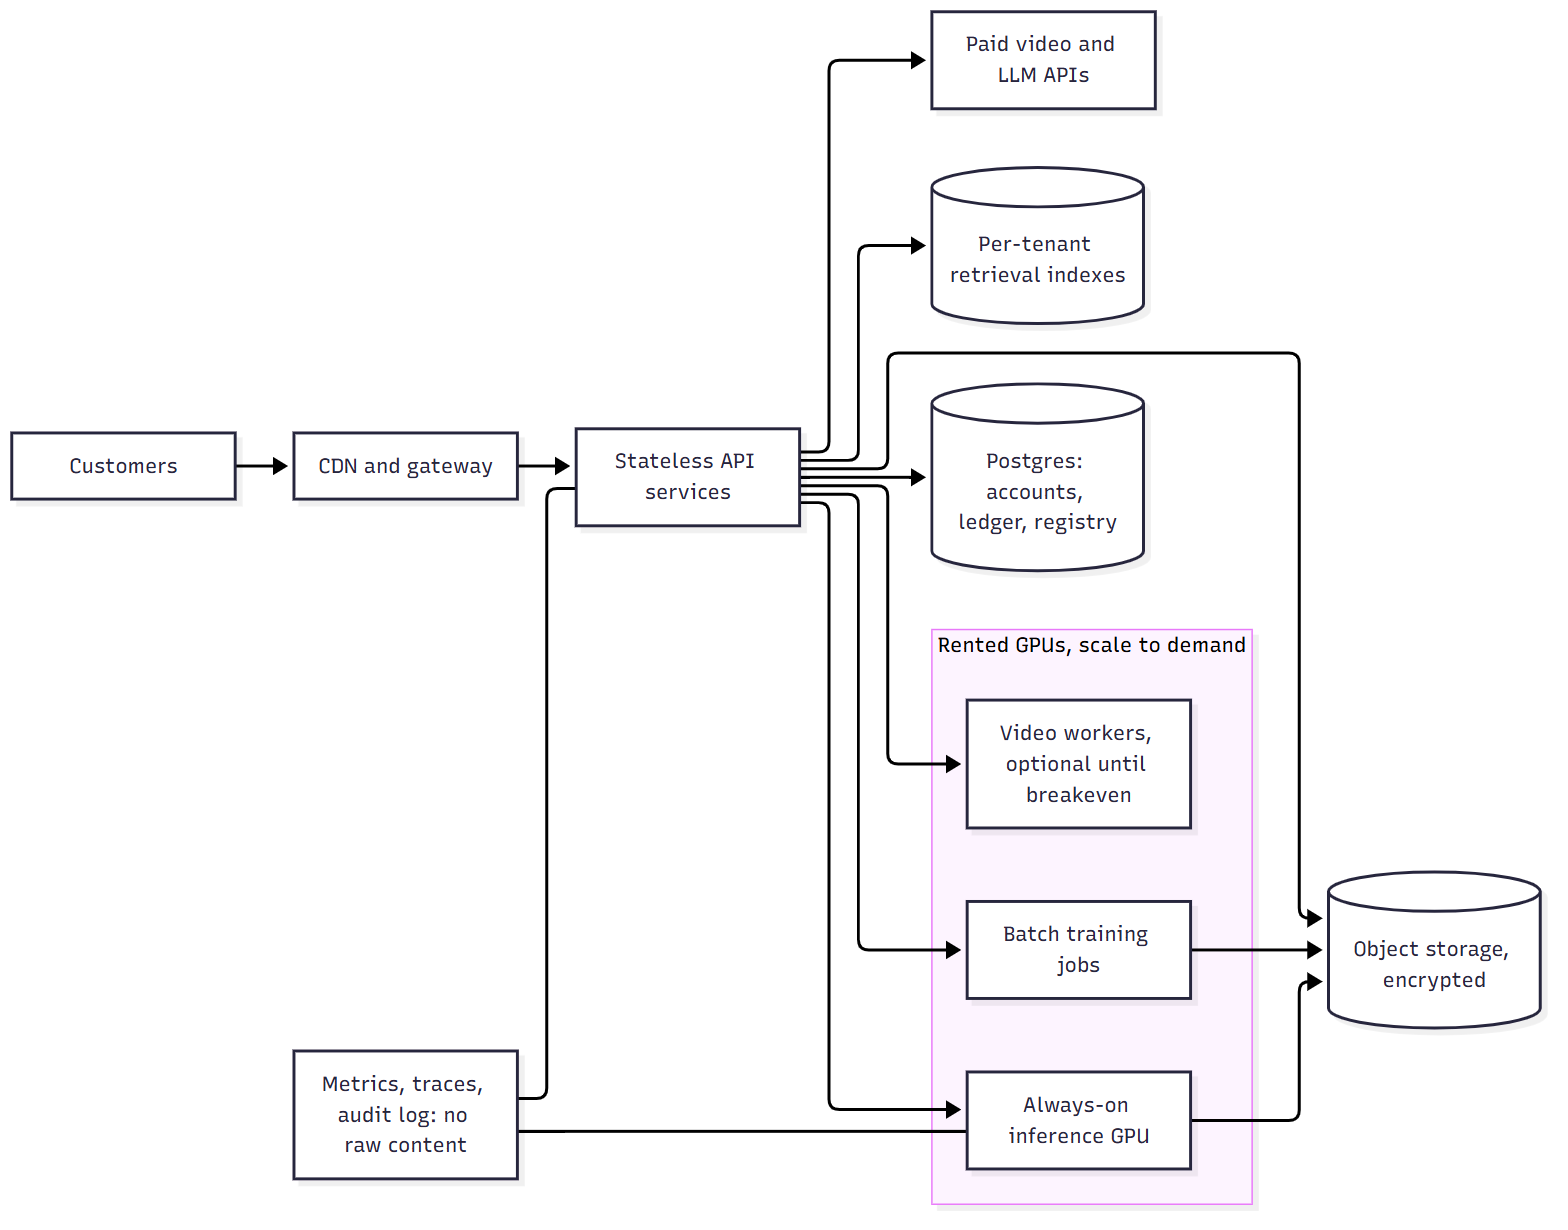 Paid video and
LLM APIs
Per-tenant
retrieval indexes
Customers
CDN and gateway
Stateless API
services
Postgres:
accounts,
ledger, registry
Rented GPUs, scale to demand
Video workers,
optional until
breakeven
Batch training
jobs
Object storage,
encrypted
Metrics, traces,
audit log: no
raw content
Always-on
inference GPU